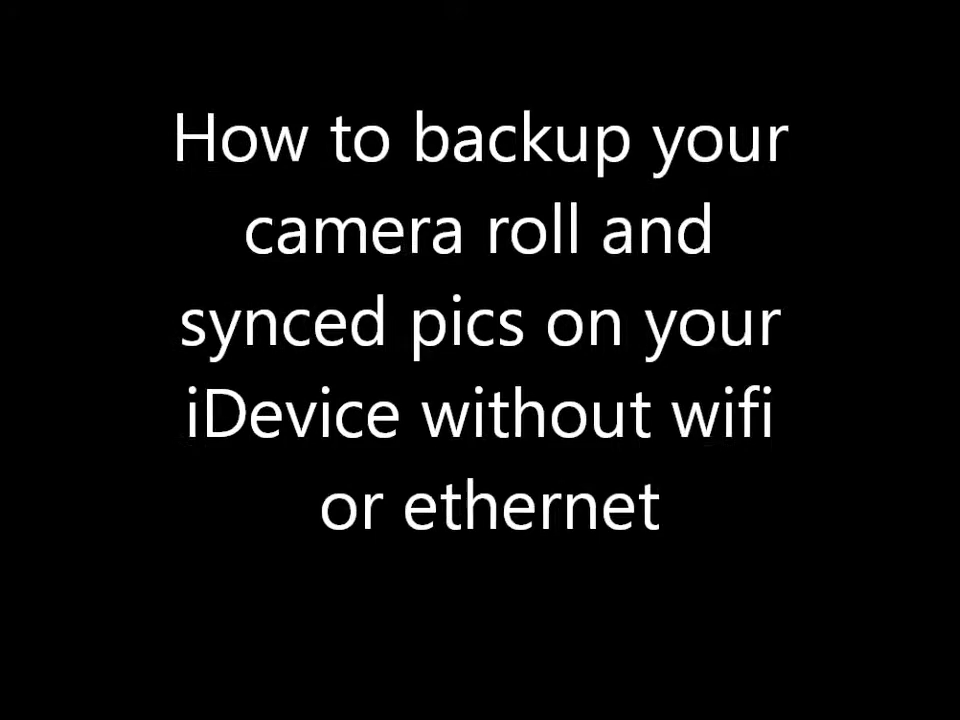 How to backup your
camera roll and
synced pics on your
iDevice without wifi
or ethernet